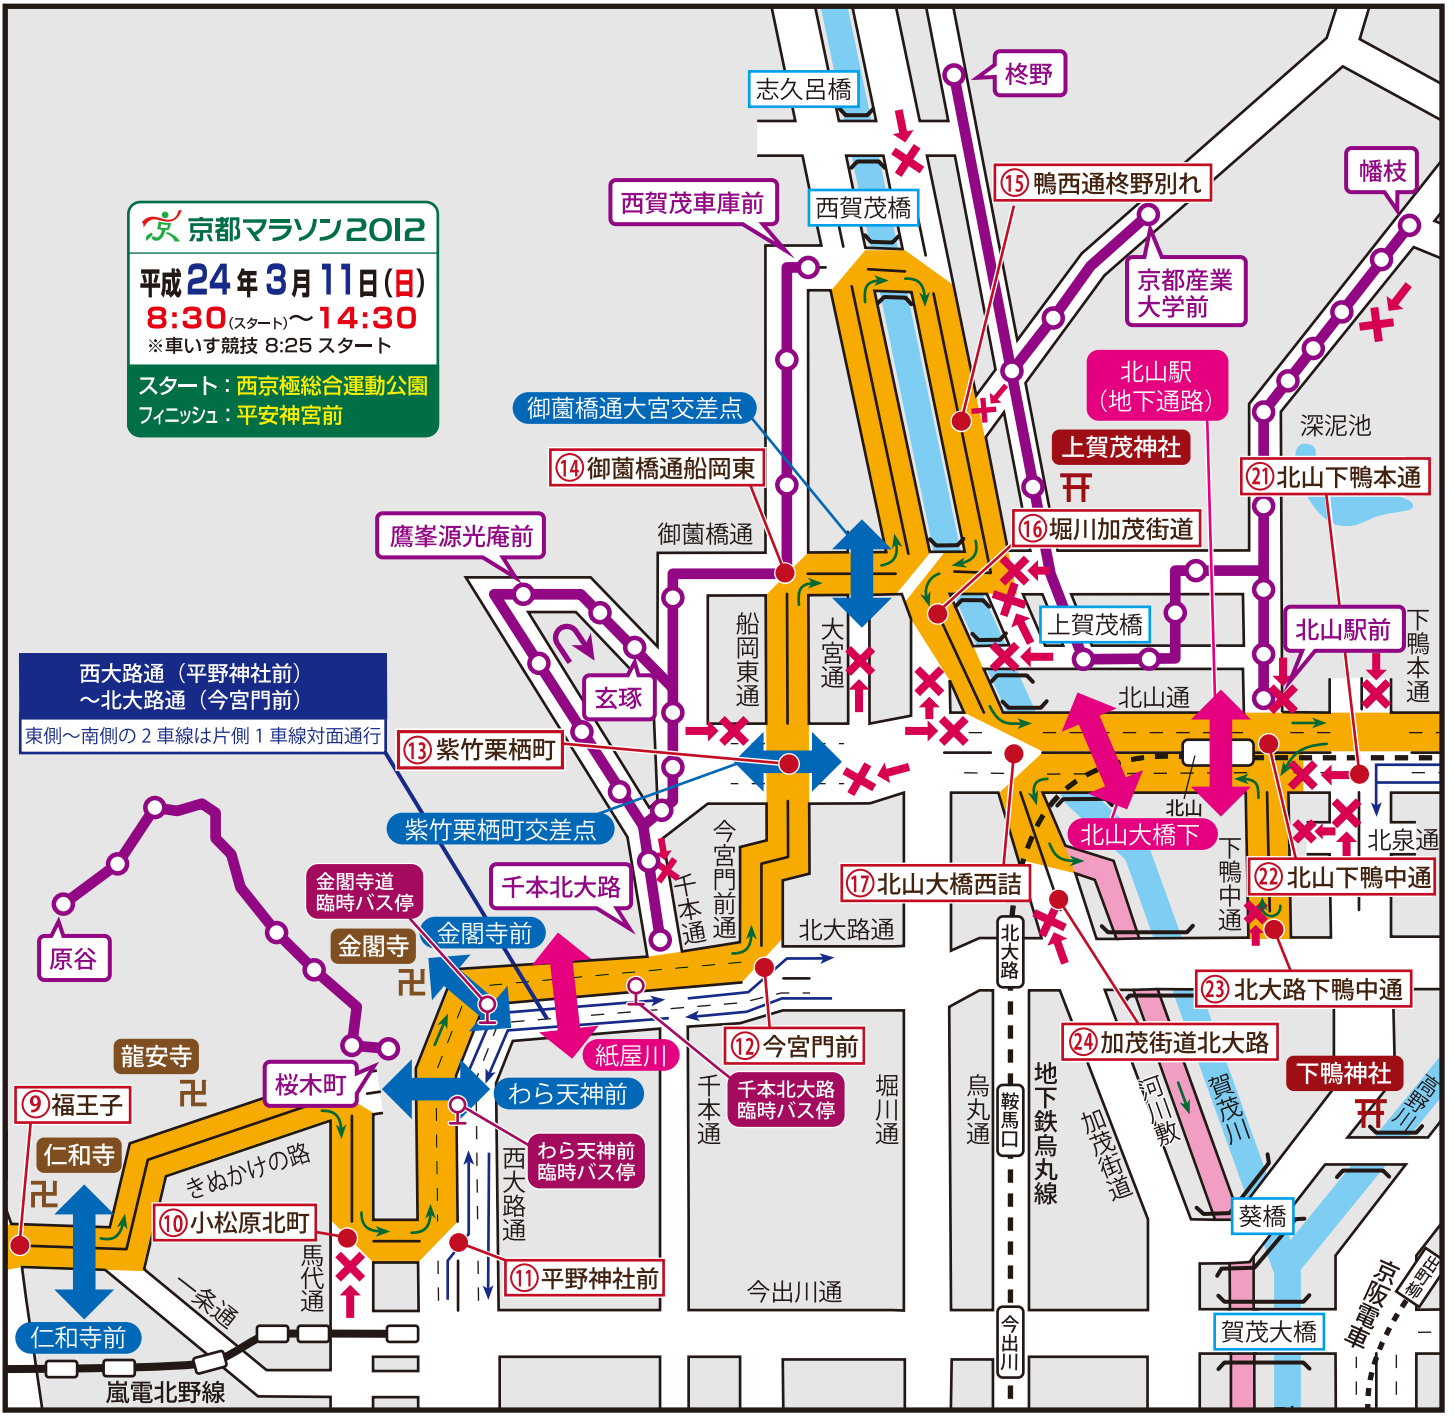 京都マラソン2012
平成24年3月11日(日)
8:30(スタート)～14:30
※車いす競技 8:25 スタート
スタート：西京極総合運動公園
フィニッシュ：平安神宮前
志久呂橋
柊野
⑮鴨西通柊野別れ
幡枝
西賀茂車庫前
西賀茂橋
京都産業
大学前
北山駅
（地下通路）
御薗橋通大宮交差点
深泥池
上賀茂神社
⑭御薗橋通船岡東
㉑北山下鴨本通
⑯堀川加茂街道
鷹峯源光庵前
御薗橋通
上賀茂橋
北山駅前
下鴨本通
船岡東通
大宮通
玄琢
北山通
西大路通（平野神社前）
～北大路通（今宮門前）
東側～南側の2車線は片側1車線対面通行
⑬紫竹栗栖町
北山
紫竹栗栖町交差点
北山大橋下
北泉通
今宮門前通
下鴨中通
金閣寺道
臨時バス停
千本北大路
千本通
⑰北山大橋西詰
㉒北山下鴨中通
金閣寺前
金閣寺
北大路通
北大路
原谷
㉓北大路下鴨中通
龍安寺
紙屋川
⑫今宮門前
㉔加茂街道北大路
桜木町
わら天神前
千本北大路
臨時バス停
下鴨神社
⑨福王子
千本通
堀川通
烏丸通
鞍馬口
地下鉄烏丸線
加茂街道
河川敷
賀茂川
高野川
仁和寺
わら天神前
臨時バス停
きぬかけの路
西大路通
⑩小松原北町
葵橋
馬代通
⑪平野神社前
一条通
今出川通
今出川
京阪電車
出町柳
仁和寺前
賀茂大橋
嵐電北野線